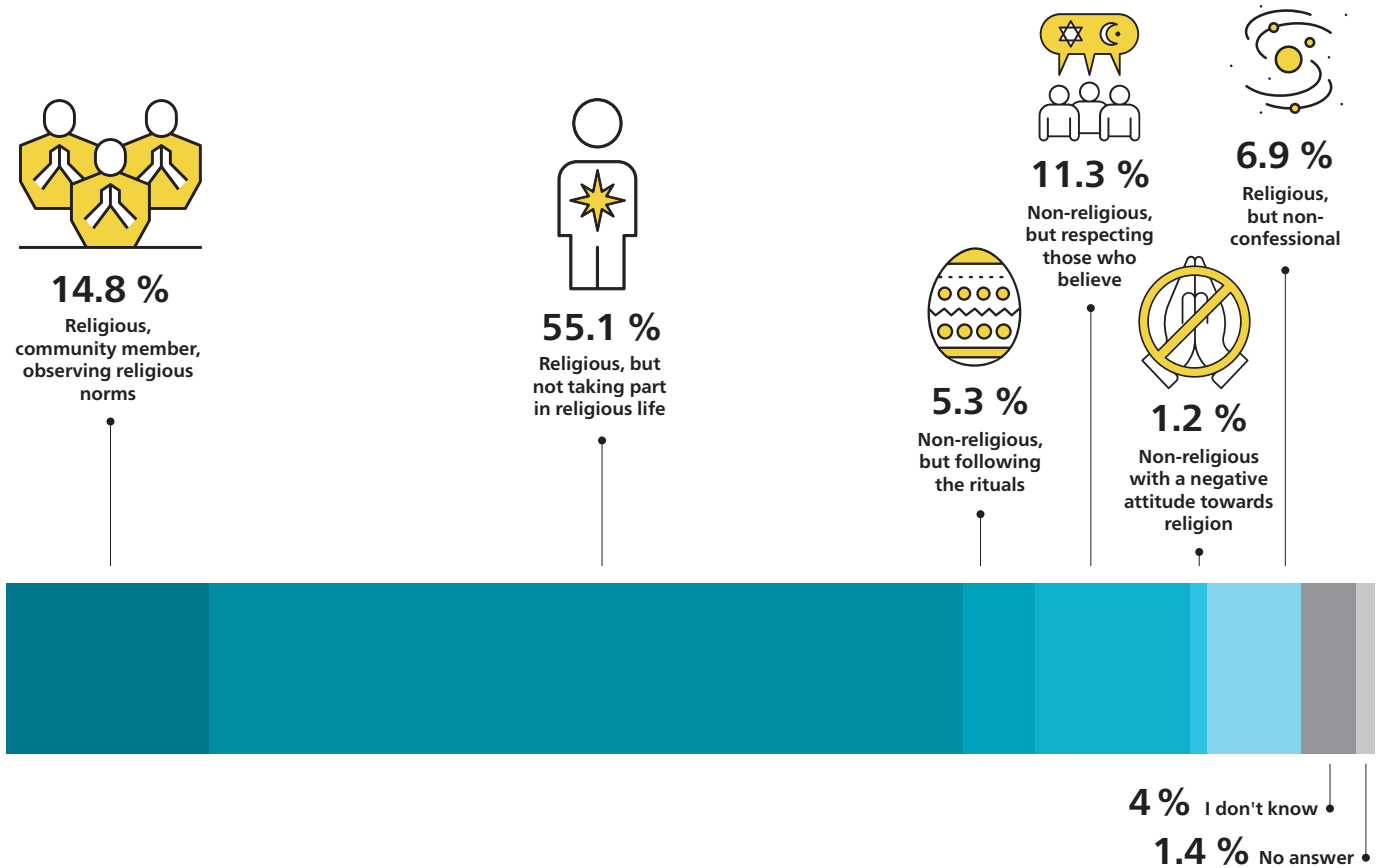 14.8 %
Religious,
community member,
observing religious
norms
55.1 %
Religious, but
not taking part
in religious life
5.3 %
Non-religious,
but following
the rituals
11.3 %
Non-religious,
but respecting
those who
believe
1.2 %
Non-religious
with a negative
attitude towards
religion
6.9 %
Religious,
but non-
confessional
4 % I don't know
1.4 % No answer